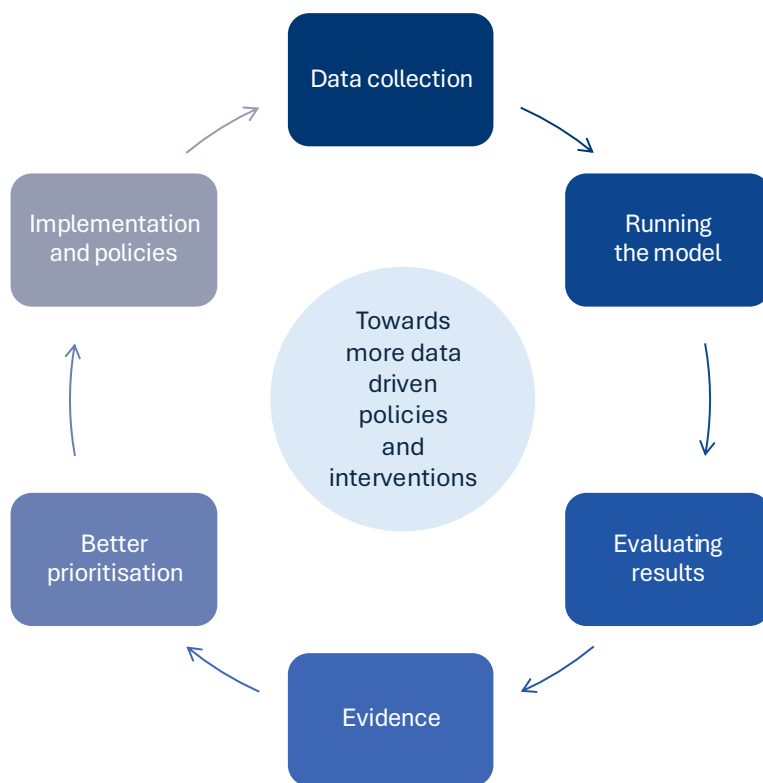 Data collection
Running
the model
Evaluating
results
Evidence
Better
prioritisation
Implementation
and policies
Towards
more data
driven
policies
and
interventions